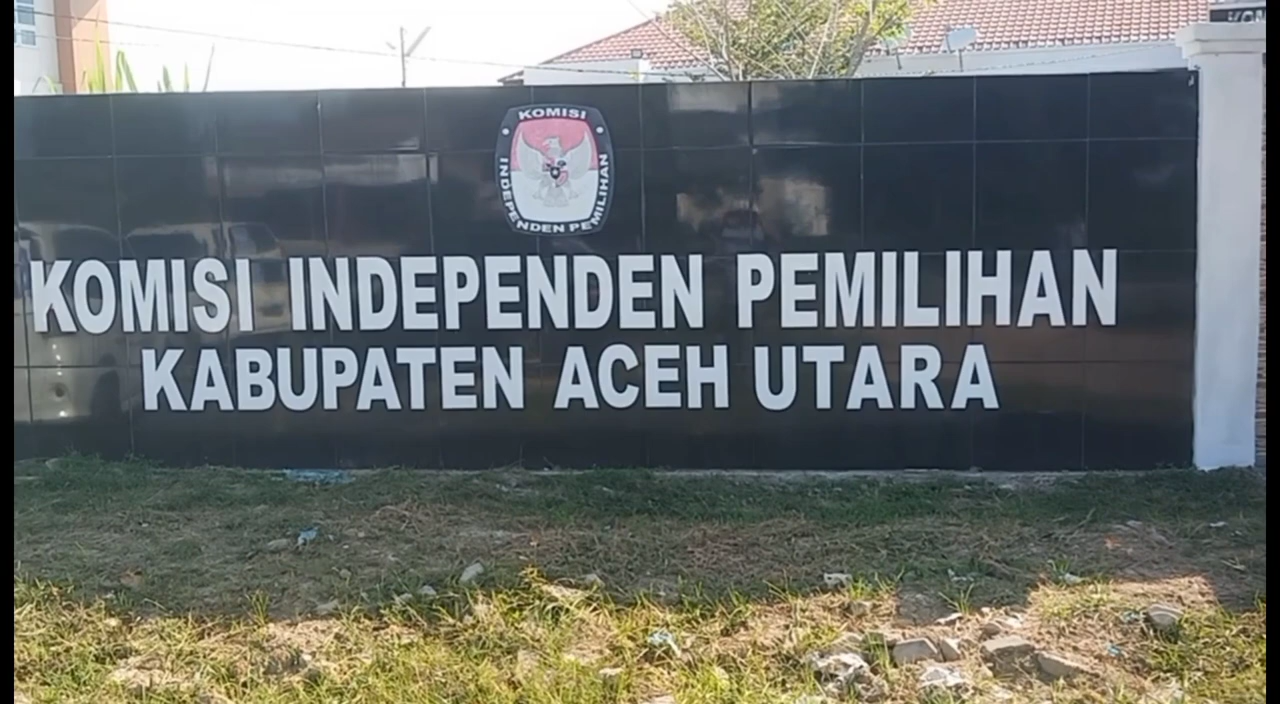 KOMISI
INDEPENDEN PEMILIHAN
KOMISI INDEPENDEN PEMILIHAN
KABUPATEN ACEH UTARA